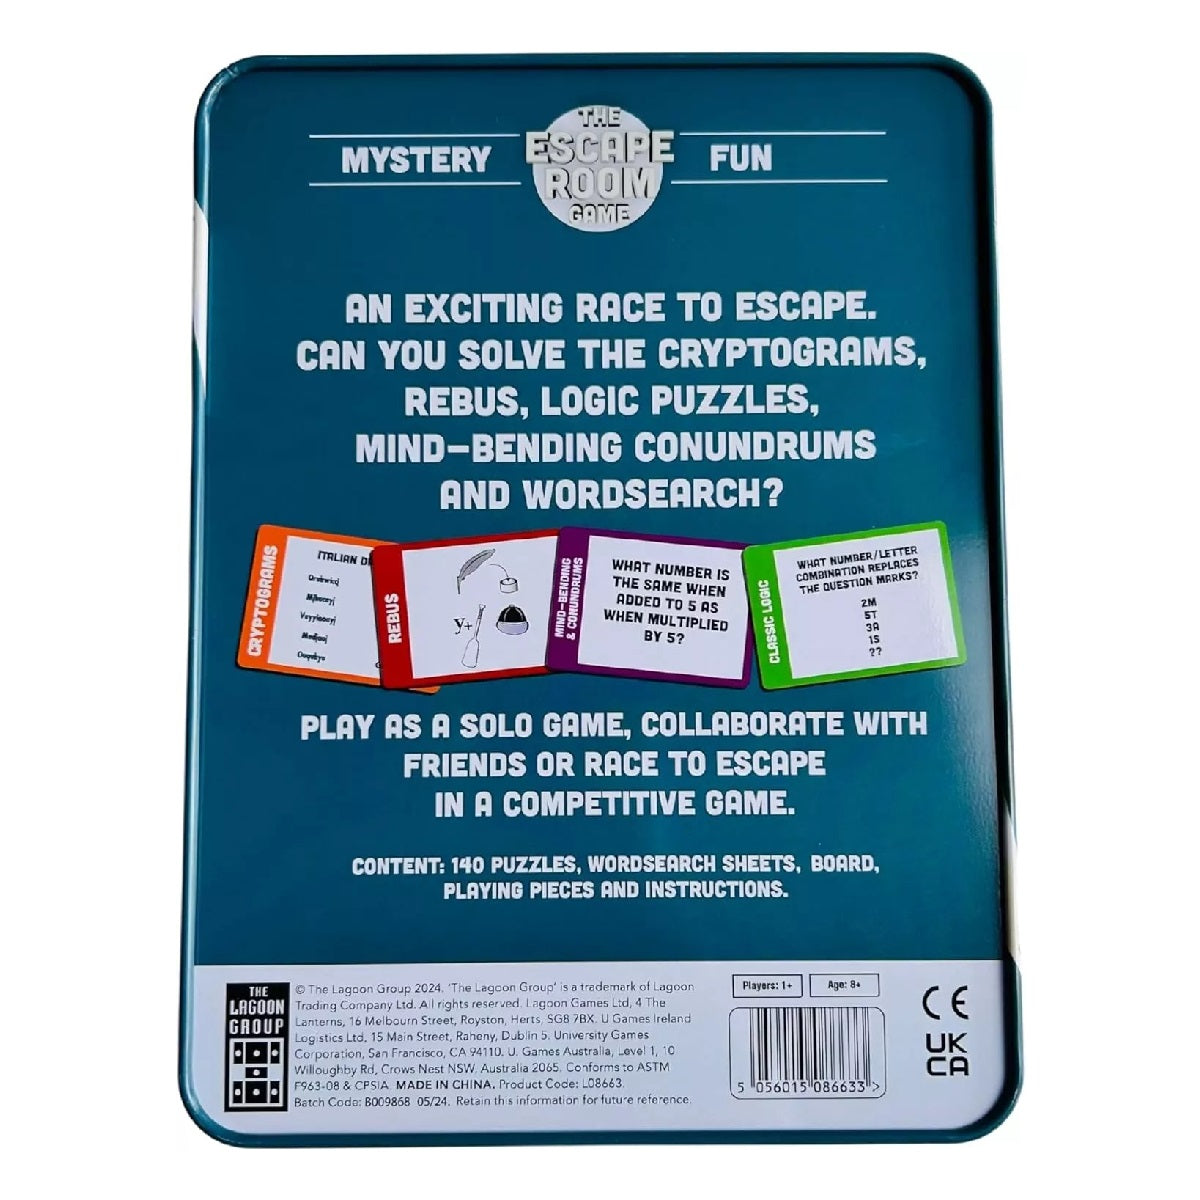 THE
ESCAPE
ROOM
GAME
MYSTERY
FUN
AN EXCITING RACE TO ESCAPE.
CAN YOU SOLVE THE CRYPTOGRAMS,
REBUS, LOGIC PUZZLES,
MIND-BENDING CONUNDRUMS
AND WORDSEARCH?
CRYPTOGRAMS
ITALIAN
REBUS
y+
MIND-BENDING
& CONUNDRUMS
WHAT NUMBER IS
THE SAME WHEN
ADDED TO 5 AS
WHEN MULTIPLIED
BY 5?
CLASSIC LOGIC
WHAT NUMBER/LETTER
COMBINATION REPLACES
THE QUESTION MARKS?
2M
5T
3A
1S
??
PLAY AS A SOLO GAME, COLLABORATE WITH
FRIENDS OR RACE TO ESCAPE
IN A COMPETITIVE GAME.
CONTENT: 140 PUZZLES, WORDSEARCH SHEETS, BOARD,
PLAYING PIECES AND INSTRUCTIONS.
THE
LAGOON
GROUP
© The Lagoon Group 2024. 'The Lagoon Group' is a trademark of Lagoon
Trading Company Ltd. All rights reserved. Lagoon Games Ltd, 4 The
Lanterns, 16 Melbourn Street, Royston, Herts, SG8 7BX. U Games Ireland
Logistics Ltd, 15 Main Street, Raheny, Dublin 5. University Games
Corporation, San Francisco, CA 94110. U. Games Australia, Level 1, 10
Willoughby Rd, Crows Nest NSW, Australia 2065. Conforms to ASTM
F963-08 & CPSIA. MADE IN CHINA. Product Code: L08663.
Batch Code: B009868 05/24. Retain this information for future reference.
Players: 1+
Age: 8+
5 056015 086633 >
CE
UK
CA